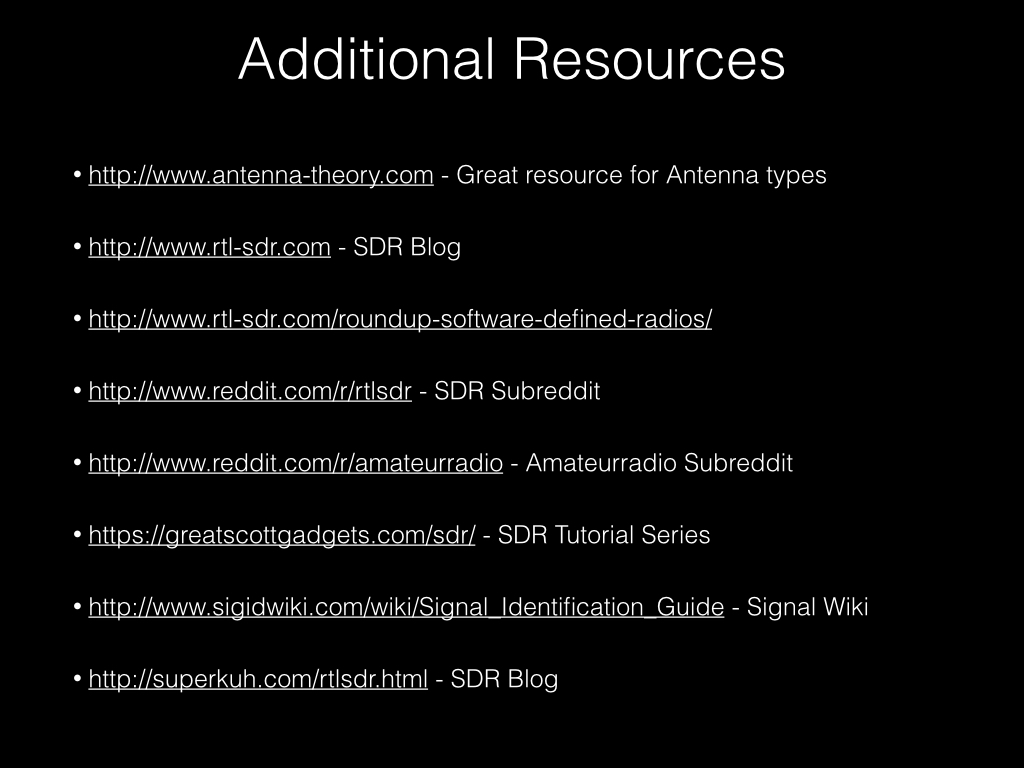 Additional Resources
• http://www.antenna-theory.com - Great resource for Antenna types
• http://www.rtl-sdr.com - SDR Blog
• http://www.rtl-sdr.com/roundup-software-defined-radios/
• http://www.reddit.com/r/rtlsdr - SDR Subreddit
• http://www.reddit.com/r/amateurradio - Amateurradio Subreddit
• https://greatscottgadgets.com/sdr/ - SDR Tutorial Series
• http://www.sigidwiki.com/wiki/Signal_Identification_Guide - Signal Wiki
• http://superkuh.com/rtlsdr.html - SDR Blog